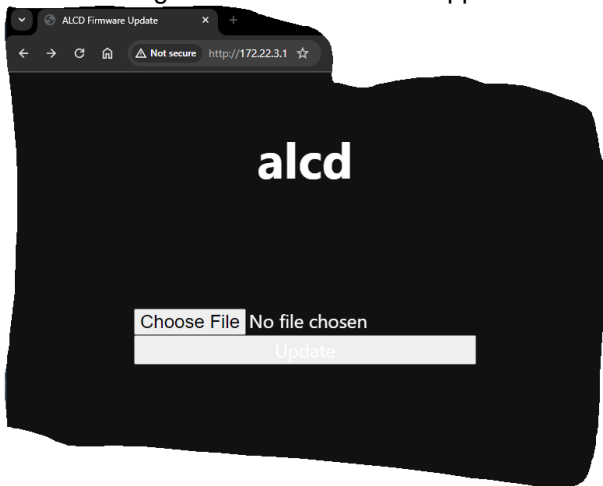 ALCD Firmware Update
Not secure http://172.22.3.1
alcd
Choose File No file chosen
Update